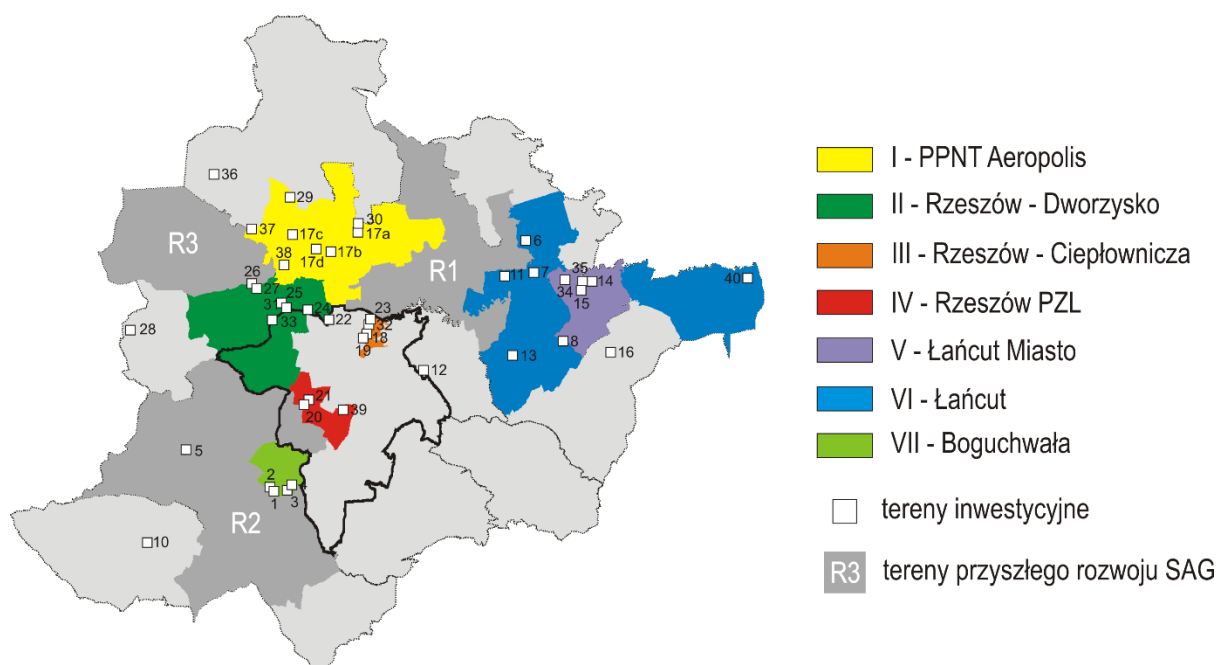 36
29
30
37
17c
17a
17b
17d
38
R3
R1
26
27
25
31
24
33
22
23
32
18
19
28
12
6
11
7
35
14
34
15
8
13
16
40
21
20
39
5
2
4
1
3
R2
10
I - PPNT Aeropolis
II - Rzeszów - Dworzysko
III - Rzeszów - Ciepłownicza
IV - Rzeszów PZL
V - Łańcut Miasto
VI - Łańcut
VII - Boguchwała
tereny inwestycyjne
R3 tereny przyszłego rozwoju SAG